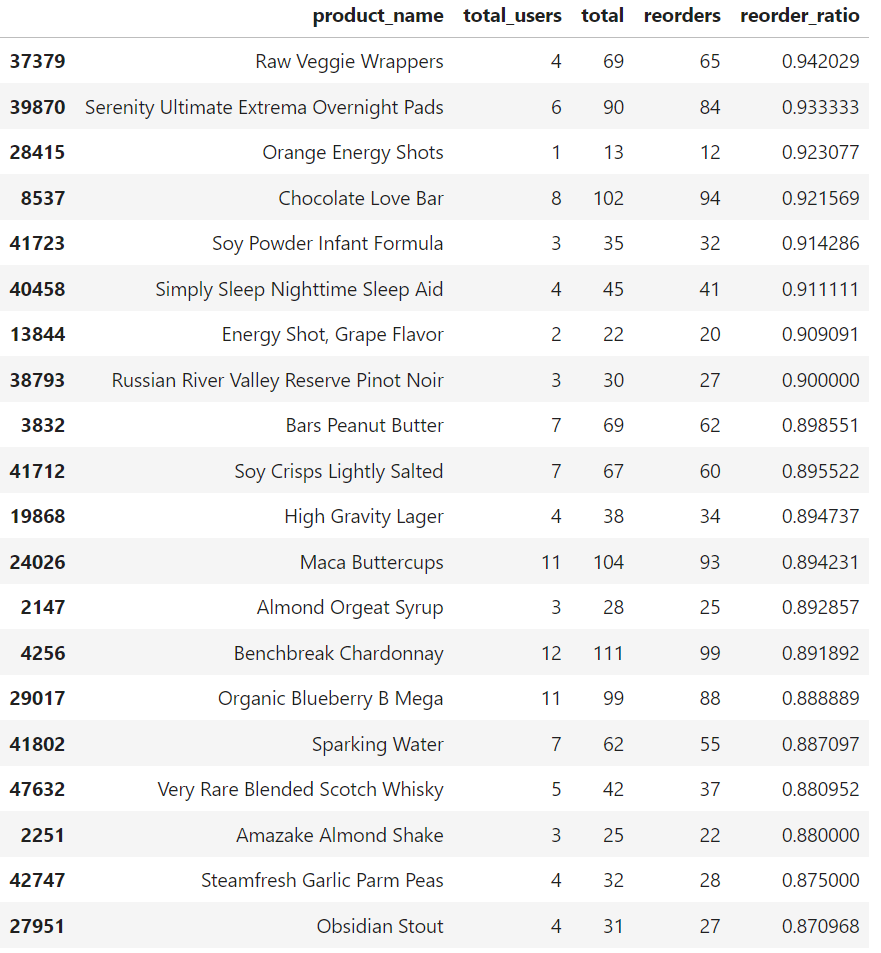 product_name total_users total reorders reorder_ratio
37379 Raw Veggie Wrappers 4 69 65 0.942029
39870 Serenity Ultimate Extrema Overnight Pads 6 90 84 0.933333
28415 Orange Energy Shots 1 13 12 0.923077
8537 Chocolate Love Bar 8 102 94 0.921569
41723 Soy Powder Infant Formula 3 35 32 0.914286
40458 Simply Sleep Nighttime Sleep Aid 4 45 41 0.911111
13844 Energy Shot, Grape Flavor 2 22 20 0.909091
38793 Russian River Valley Reserve Pinot Noir 3 30 27 0.900000
3832 Bars Peanut Butter 7 69 62 0.898551
41712 Soy Crisps Lightly Salted 7 67 60 0.895522
19868 High Gravity Lager 4 38 34 0.894737
24026 Maca Buttercups 11 104 93 0.894231
2147 Almond Orgeat Syrup 3 28 25 0.892857
4256 Benchbreak Chardonnay 12 111 99 0.891892
29017 Organic Blueberry B Mega 11 99 88 0.888889
41802 Sparking Water 7 62 55 0.887097
47632 Very Rare Blended Scotch Whisky 5 42 37 0.880952
2251 Amazake Almond Shake 3 25 22 0.880000
42747 Steamfresh Garlic Parm Peas 4 32 28 0.875000
27951 Obsidian Stout 4 31 27 0.870968